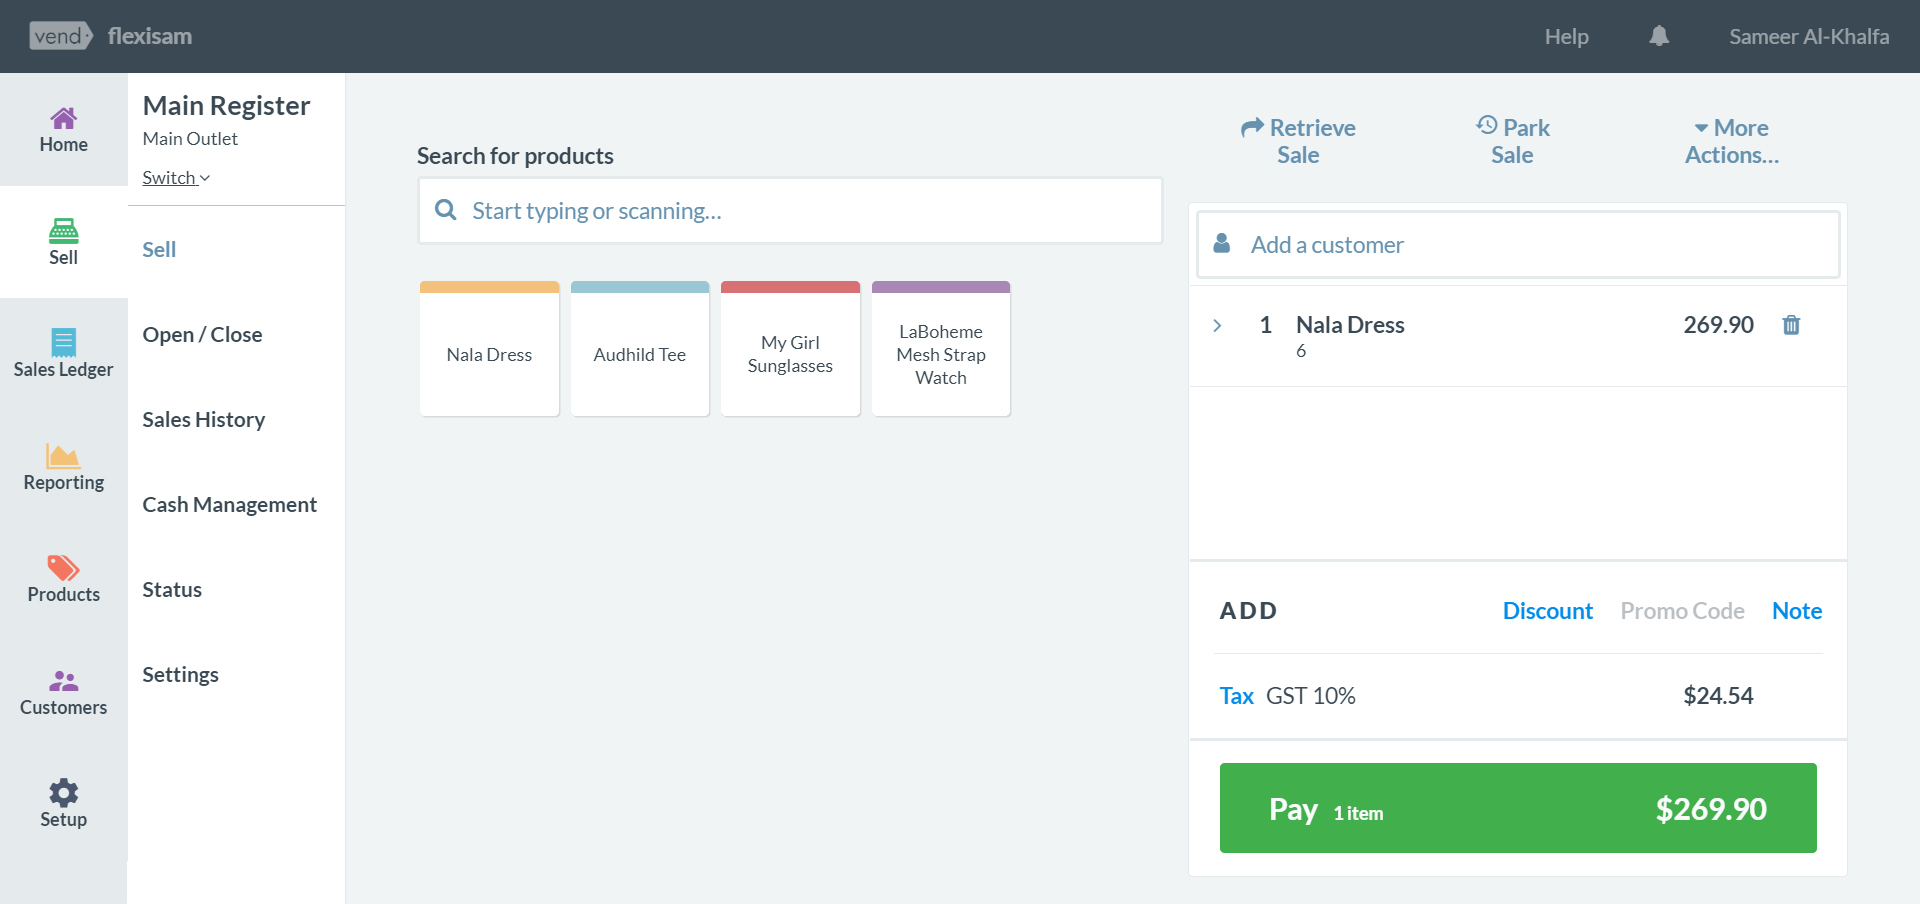 vend flexisam
Help
Sameer Al-Khalfa
Home
Sell
Sales Ledger
Reporting
Products
Customers
Setup
Main Register
Main Outlet
Switch
Sell
Open / Close
Sales History
Cash Management
Status
Settings
Search for products
Start typing or scanning...
Nala Dress
Audhild Tee
My Girl
Sunglasses
LaBoheme
Mesh Strap
Watch
Retrieve
Sale
Park
Sale
More
Actions...
Add a customer
1 Nala Dress 269.90
6
ADD Discount Promo Code Note
Tax GST 10% $24.54
Pay 1 item $269.90